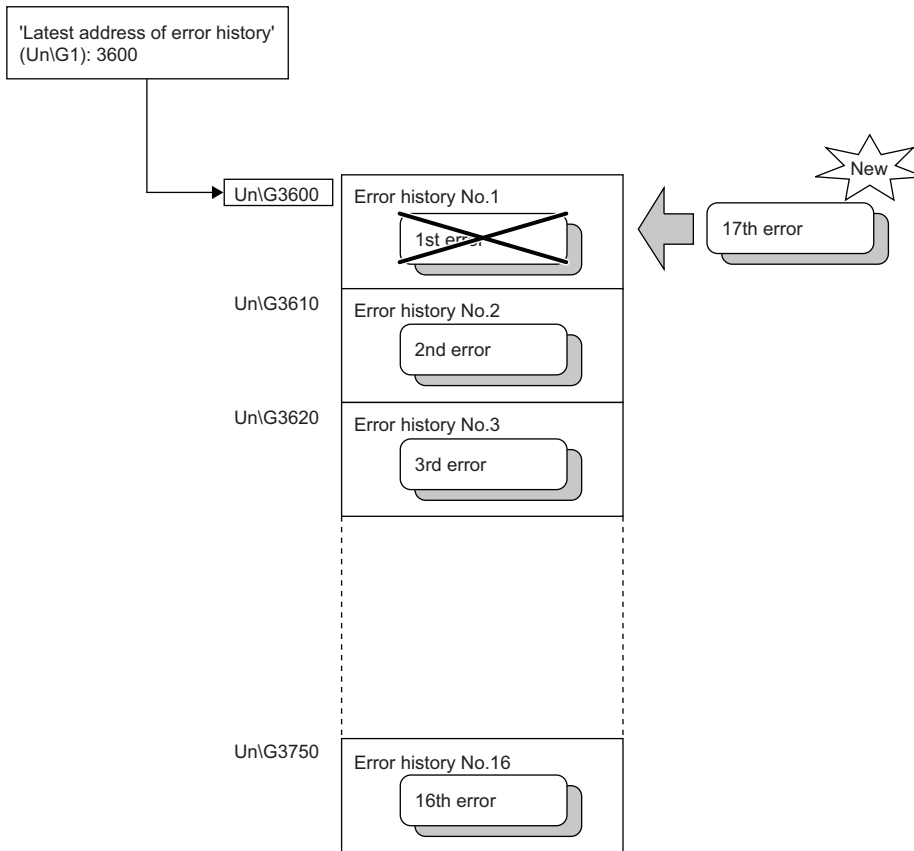 'Latest address of error history'
(Un\G1): 3600
New
Un\G3600
Error history No.1
1st error
17th error
Un\G3610
Error history No.2
2nd error
Un\G3620
Error history No.3
3rd error
Un\G3750
Error history No.16
16th error